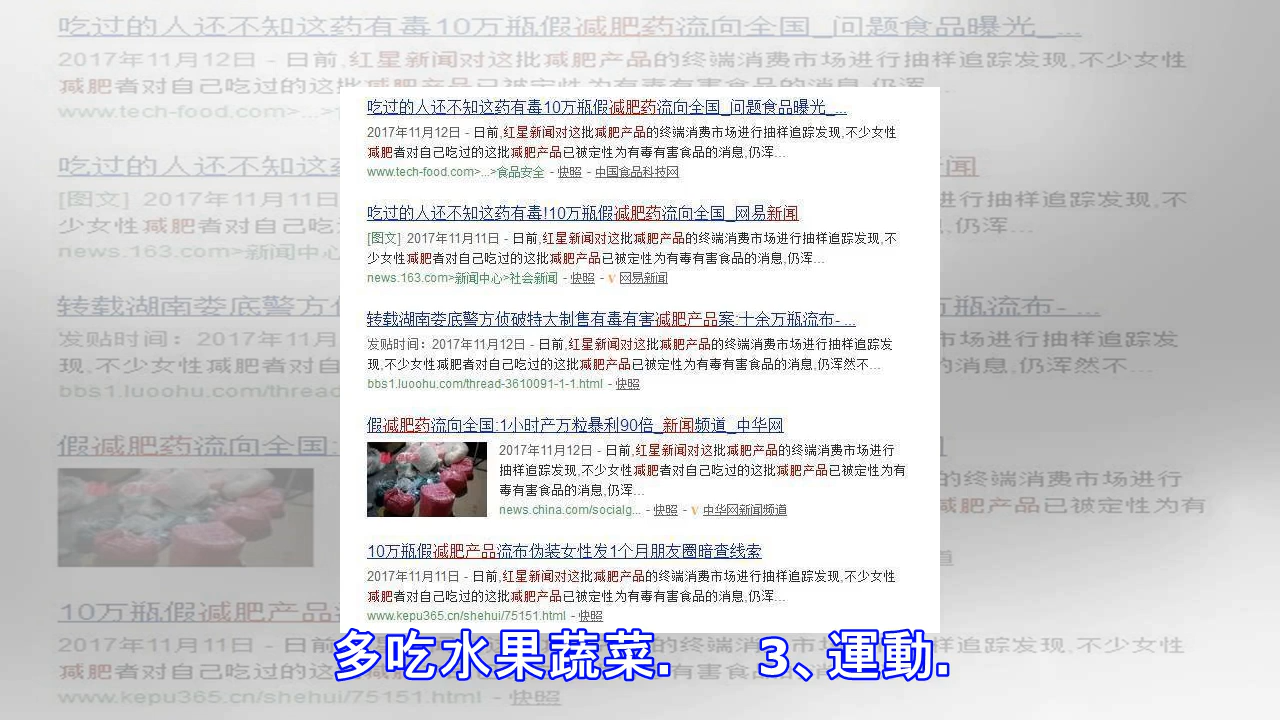 吃过的人还不知这药有毒10万瓶假减肥药流向全国_问题食品曝光_...
2017年11月12日 - 日前,红星新闻对这批减肥产品的终端消费市场进行抽样追踪发现,不少女性
减肥者对自己吃过的这批减肥产品已被定性为有毒有害食品的消息,仍浑...
www.tech-food.com>...>食品安全 - 快照 - 中国食品科技网
吃过的人还不知这药有毒!10万瓶假减肥药流向全国_网易新闻
[图文] 2017年11月11日 - 日前,红星新闻对这批减肥产品的终端消费市场进行抽样追踪发现,不
少女性减肥者对自己吃过的这批减肥产品已被定性为有毒有害食品的消息,仍浑...
news.163.com>新闻中心>社会新闻 - 快照 - V 网易新闻
转载湖南娄底警方侦破特大制售有毒有害减肥产品案:十余万瓶流布- ...
发贴时间：2017年11月12日 - 日前,红星新闻对这批减肥产品的终端消费市场进行抽样追踪发
现,不少女性减肥者对自己吃过的这批减肥产品已被定性为有毒有害食品的消息,仍浑然不...
bbs1.luoohu.com/thread-3610091-1-1.html - 快照
假减肥药流向全国:1小时产万粒暴利90倍_新闻频道_中华网
2017年11月12日 - 日前,红星新闻对这批减肥产品的终端消费市场进行
抽样追踪发现,不少女性减肥者对自己吃过的这批减肥产品已被定性为有
毒有害食品的消息,仍浑...
news.china.com/socialg... - 快照 - V 中华网新闻频道
10万瓶假减肥产品流布伪装女性发1个月朋友圈暗查线索
2017年11月11日 - 日前,红星新闻对这批减肥产品的终端消费市场进行抽样追踪发现,不少女性
减肥者对自己吃过的这批减肥产品已被定性为有毒有害食品的消息,仍浑...
www.kepu365.cn/shehui/75151.html - 快照
多吃水果蔬菜. 3、運動.